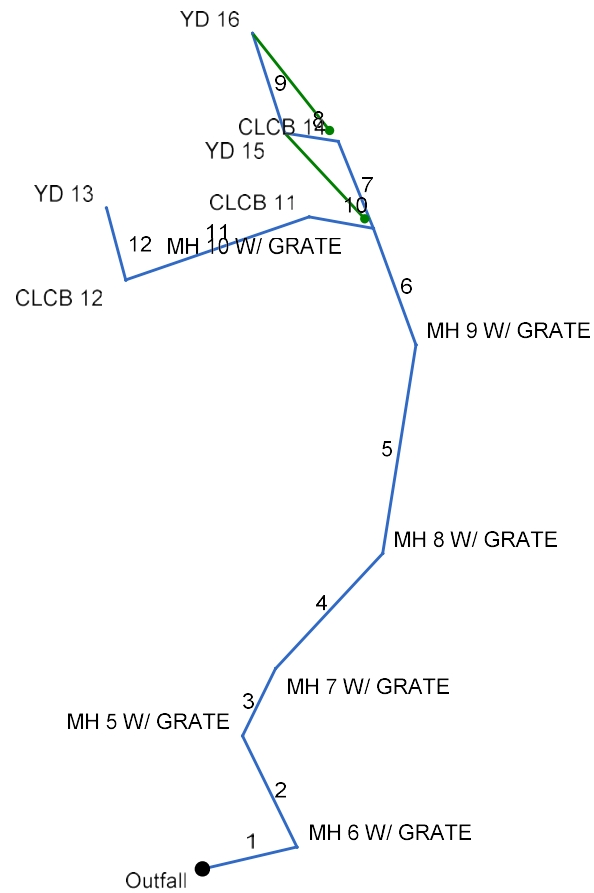 YD 16
9
8
CLCB 14
YD 15
7
YD 13
CLCB 11
10
11
12
MH 10 W/ GRATE
6
CLCB 12
MH 9 W/ GRATE
5
MH 8 W/ GRATE
4
MH 7 W/ GRATE
3
MH 5 W/ GRATE
2
MH 6 W/ GRATE
1
Outfall